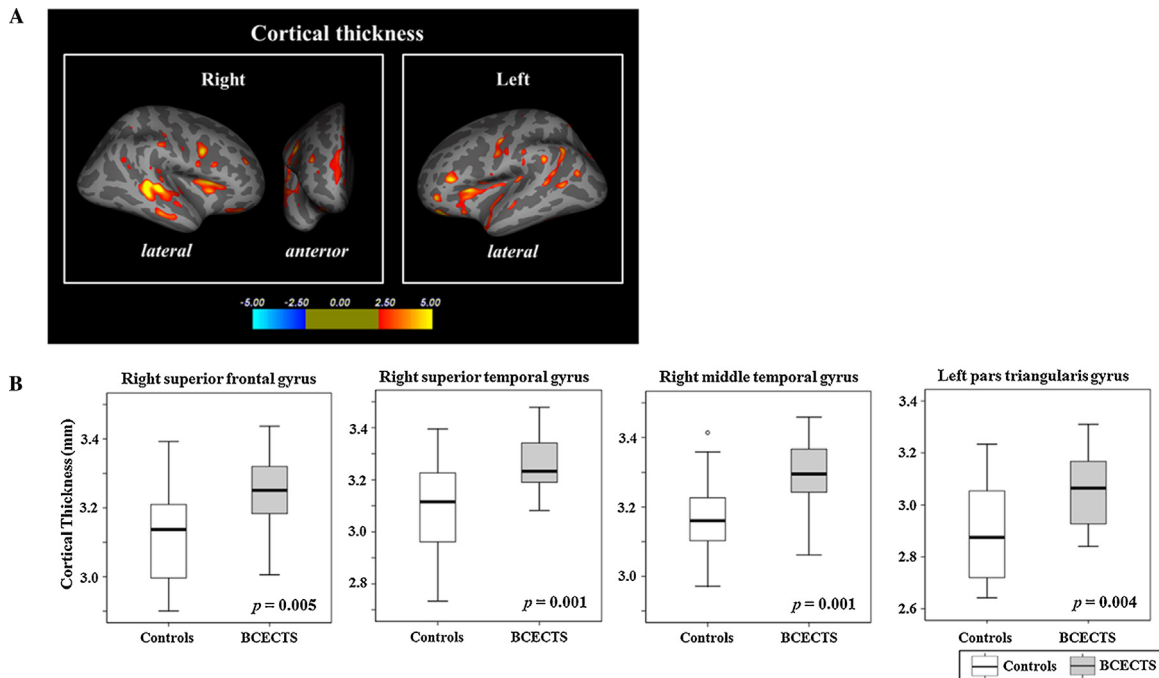 A
Cortical thickness
Right
Left
lateral
anterior
lateral
-5.00 -2.50 0.00 2.50 5.00
B
Right superior frontal gyrus
Cortical Thickness (mm)
3.4
3.2
3.0
p = 0.005
Controls BCECTS
Right superior temporal gyrus
3.4
3.2
3.0
2.8
p = 0.001
Controls BCECTS
Right middle temporal gyrus
3.4
3.2
3.0
p = 0.001
Controls BCECTS
Left pars triangularis gyrus
3.4
3.2
3.0
2.8
2.6
p = 0.004
Controls BCECTS
Controls BCECTS